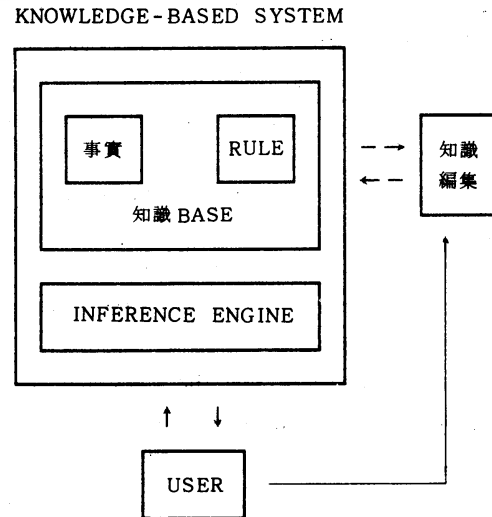 KNOWLEDGE-BASED SYSTEM
事實
RULE
知識 BASE
知識
編集
INFERENCE ENGINE
USER